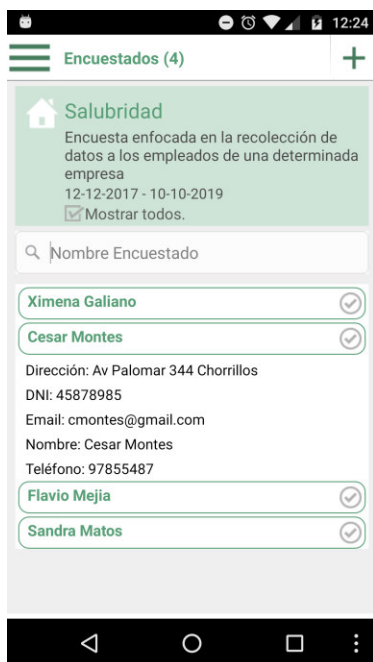 12:24
Encuestados (4)
Salubridad
Encuesta enfocada en la recolección de
datos a los empleados de una determinada
empresa
12-12-2017 - 10-10-2019
Mostrar todos.
Nombre Encuestado
Ximena Galiano
Cesar Montes
Dirección: Av Palomar 344 Chorrillos
DNI: 45878985
Email: cmontes@gmail.com
Nombre: Cesar Montes
Teléfono: 97855487
Flavio Mejia
Sandra Matos